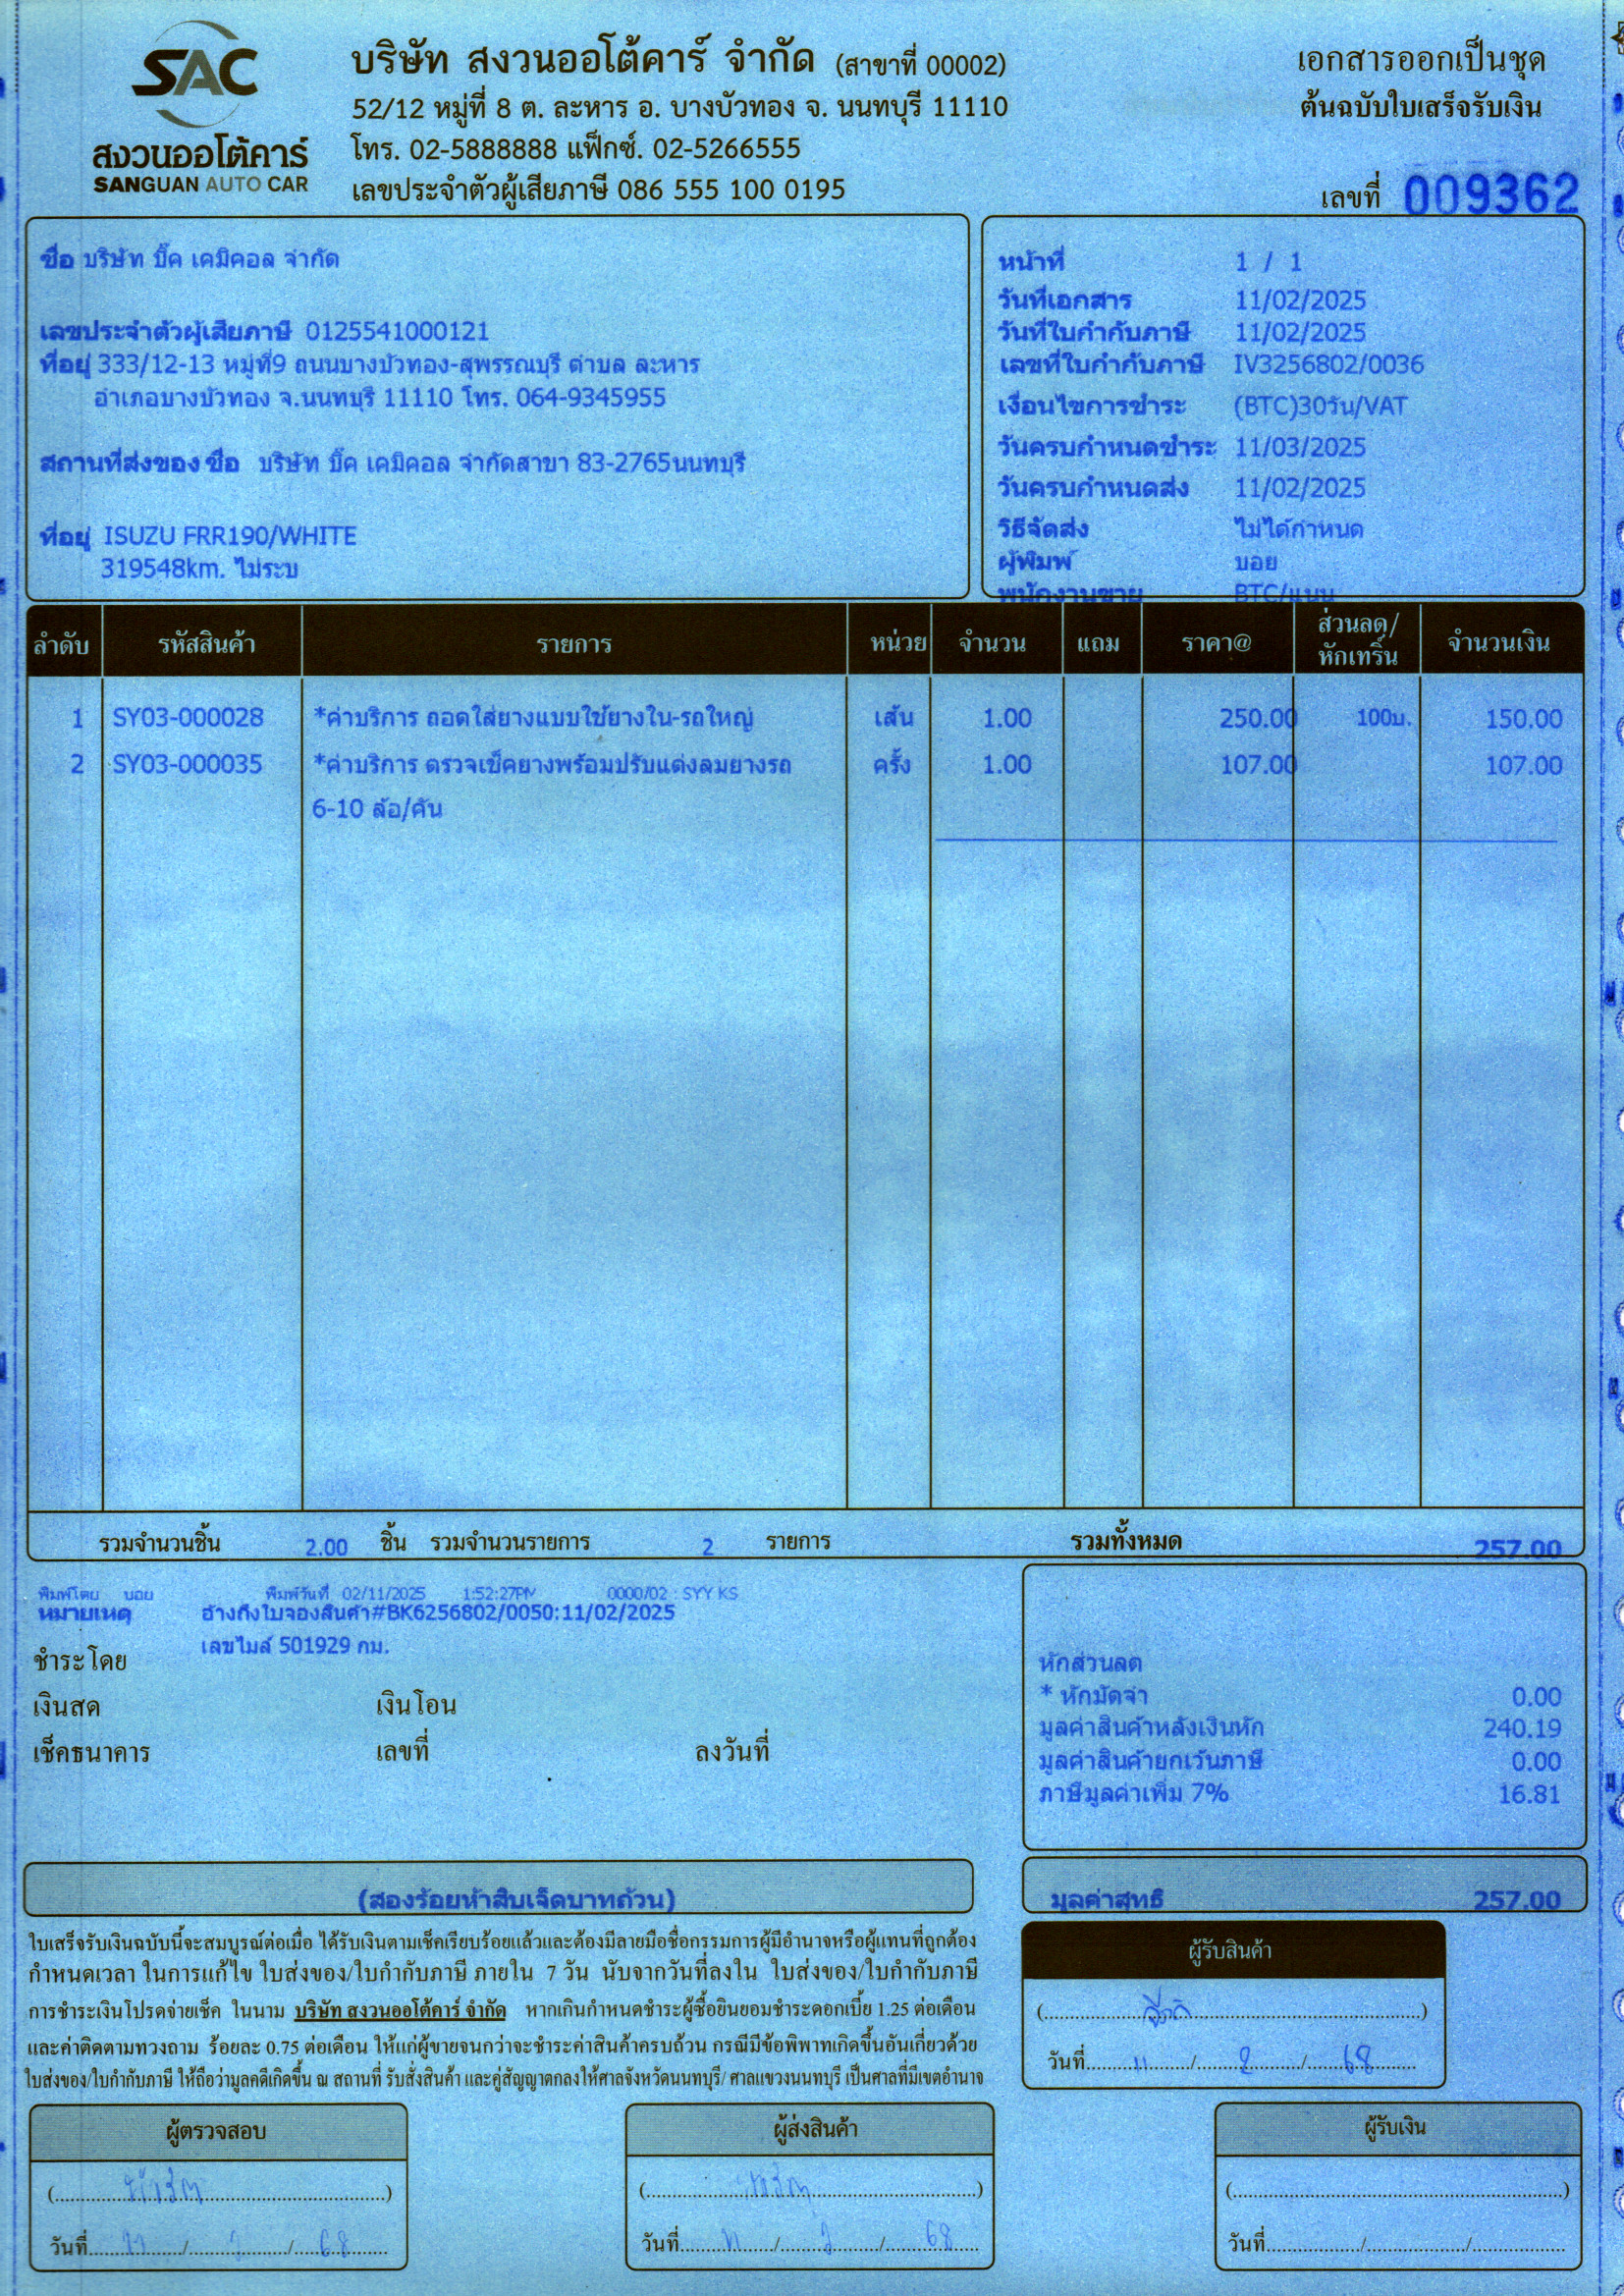 SAC
สงวนออโต้คาร์
SANGUAN AUTO CAR
บริษัท สงวนออโต้คาร์ จำกัด (สาขาที่ 00002)
52/12 หมู่ที่ 8 ต. ละหาร อ. บางบัวทอง จ. นนทบุรี 11110
โทร. 02-5888888 แฟ็กซ์. 02-5266555
เลขประจำตัวผู้เสียภาษี 086 555 100 0195
เอกสารออกเป็นชุด
ต้นฉบับใบเสร็จรับเงิน
เลขที่ 009362
ชื่อ บริษัท บิ๊ค เคมิคอล จำกัด
เลขประจำตัวผู้เสียภาษี 0125541000121
ที่อยู่ 333/12-13 หมู่ที่9 ถนนบางบัวทอง-สุพรรณบุรี ตำบล ละหาร
อำเภอบางบัวทอง จ.นนทบุรี 11110 โทร. 064-9345955
สถานที่ส่งของ ชื่อ บริษัท บิ๊ค เคมิคอล จำกัดสาขา 83-2765นนทบุรี
ที่อยู่ ISUZU FRR190/WHITE
319548km. ไม่ระบ
หน้าที่ 1 / 1
วันที่เอกสาร 11/02/2025
วันที่ใบกำกับภาษี 11/02/2025
เลขที่ใบกำกับภาษี IV3256802/0036
เงื่อนไขการชำระ (BTC)30วัน/VAT
วันครบกำหนดชำระ 11/03/2025
วันครบกำหนดส่ง 11/02/2025
วิธีจัดส่ง ไม่ได้กำหนด
ผู้พิมพ์ บอย
พนักงานขาย BTC/แบน
ลำดับ รหัสสินค้า รายการ หน่วย จำนวน แถม ราคา@ ส่วนลด/หักเทริ์น จำนวนเงิน
1 SY03-000028 *ค่าบริการ ถอดใส่ยางแบบใช้ยางใน-รถใหญ่ เส้น 1.00 250.00 100บ. 150.00
2 SY03-000035 *ค่าบริการ ตรวจเช็คยางพร้อมปรับแต่งลมยางรถ ครั้ง 1.00 107.00 107.00
6-10 ล้อ/คัน
รวมจำนวนชิ้น 2.00 ชิ้น รวมจำนวนรายการ 2 รายการ รวมทั้งหมด 257.00
พิมพ์โดย บอย พิมพ์วันที่ 02/11/2025 1:52:27PM 0000/02 : SYY KS
หมายเหตุ อ้างถึงใบจองสินค้า#BK6256802/0050:11/02/2025
เลขไมล์ 501929 กม.
ชำระโดย
เงินสด เงินโอน
เช็คธนาคาร เลขที่ ลงวันที่
หักส่วนลด
* หักมัดจำ 0.00
มูลค่าสินค้าหลังเงินหัก 240.19
มูลค่าสินค้ายกเว้นภาษี 0.00
ภาษีมูลค่าเพิ่ม 7% 16.81
(สองร้อยห้าสิบเจ็ดบาทถ้วน)
มูลค่าสุทธิ 257.00
ใบเสร็จรับเงินฉบับนี้จะสมบูรณ์ต่อเมื่อ ได้รับเงินตามเช็คเรียบร้อยแล้วและต้องมีลายมือชื่อกรรมการผู้มีอำนาจหรือผู้แทนที่ถูกต้อง
กำหนดเวลา ในการแก้ไข ใบส่งของ/ใบกำกับภาษี ภายใน 7 วัน นับจากวันที่ลงใน ใบส่งของ/ใบกำกับภาษี
การชำระเงินโปรดจ่ายเช็ค ในนาม บริษัท สงวนออโต้คาร์ จำกัด หากเกินกำหนดชำระผู้ซื้อยินยอมชำระดอกเบี้ย 1.25 ต่อเดือน
และค่าติดตามทวงถาม ร้อยละ 0.75 ต่อเดือน ให้แก่ผู้ขายจนกว่าจะชำระค่าสินค้าครบถ้วน กรณีมีข้อพิพาทเกิดขึ้นอันเกี่ยวด้วย
ใบส่งของ/ใบกำกับภาษี ให้ถือว่ามูลคดีเกิดขึ้น ณ สถานที่ รับสั่งสินค้า และคู่สัญญาตกลงให้ศาลจังหวัดนนทบุรี/ ศาลแขวงนนทบุรี เป็นศาลที่มีเขตอำนาจ
ผู้รับสินค้า
วันที่ 11 / 2 / 68
ผู้ตรวจสอบ
วันที่ 11 / 2 / 68
ผู้ส่งสินค้า
วันที่ 11 / 2 / 68
ผู้รับเงิน
วันที่ / /